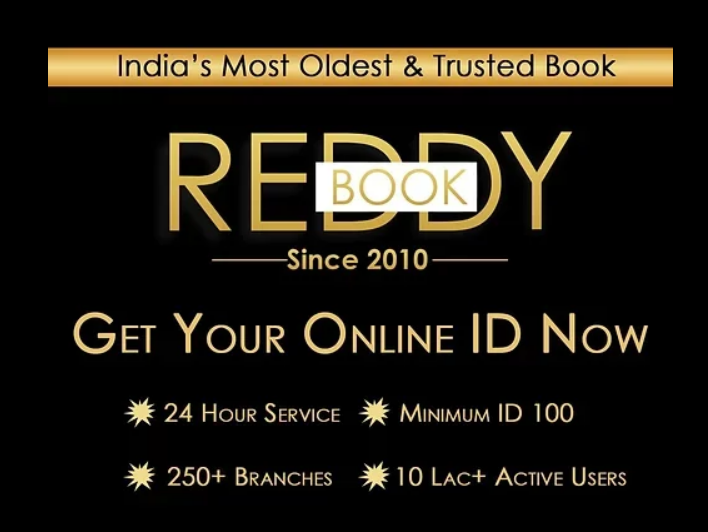 India's Most Oldest & Trusted Book
REDDY
BOOK
Since 2010
Get Your Online ID Now
24 Hour Service
Minimum ID 100
250+ Branches
10 Lac+ Active Users